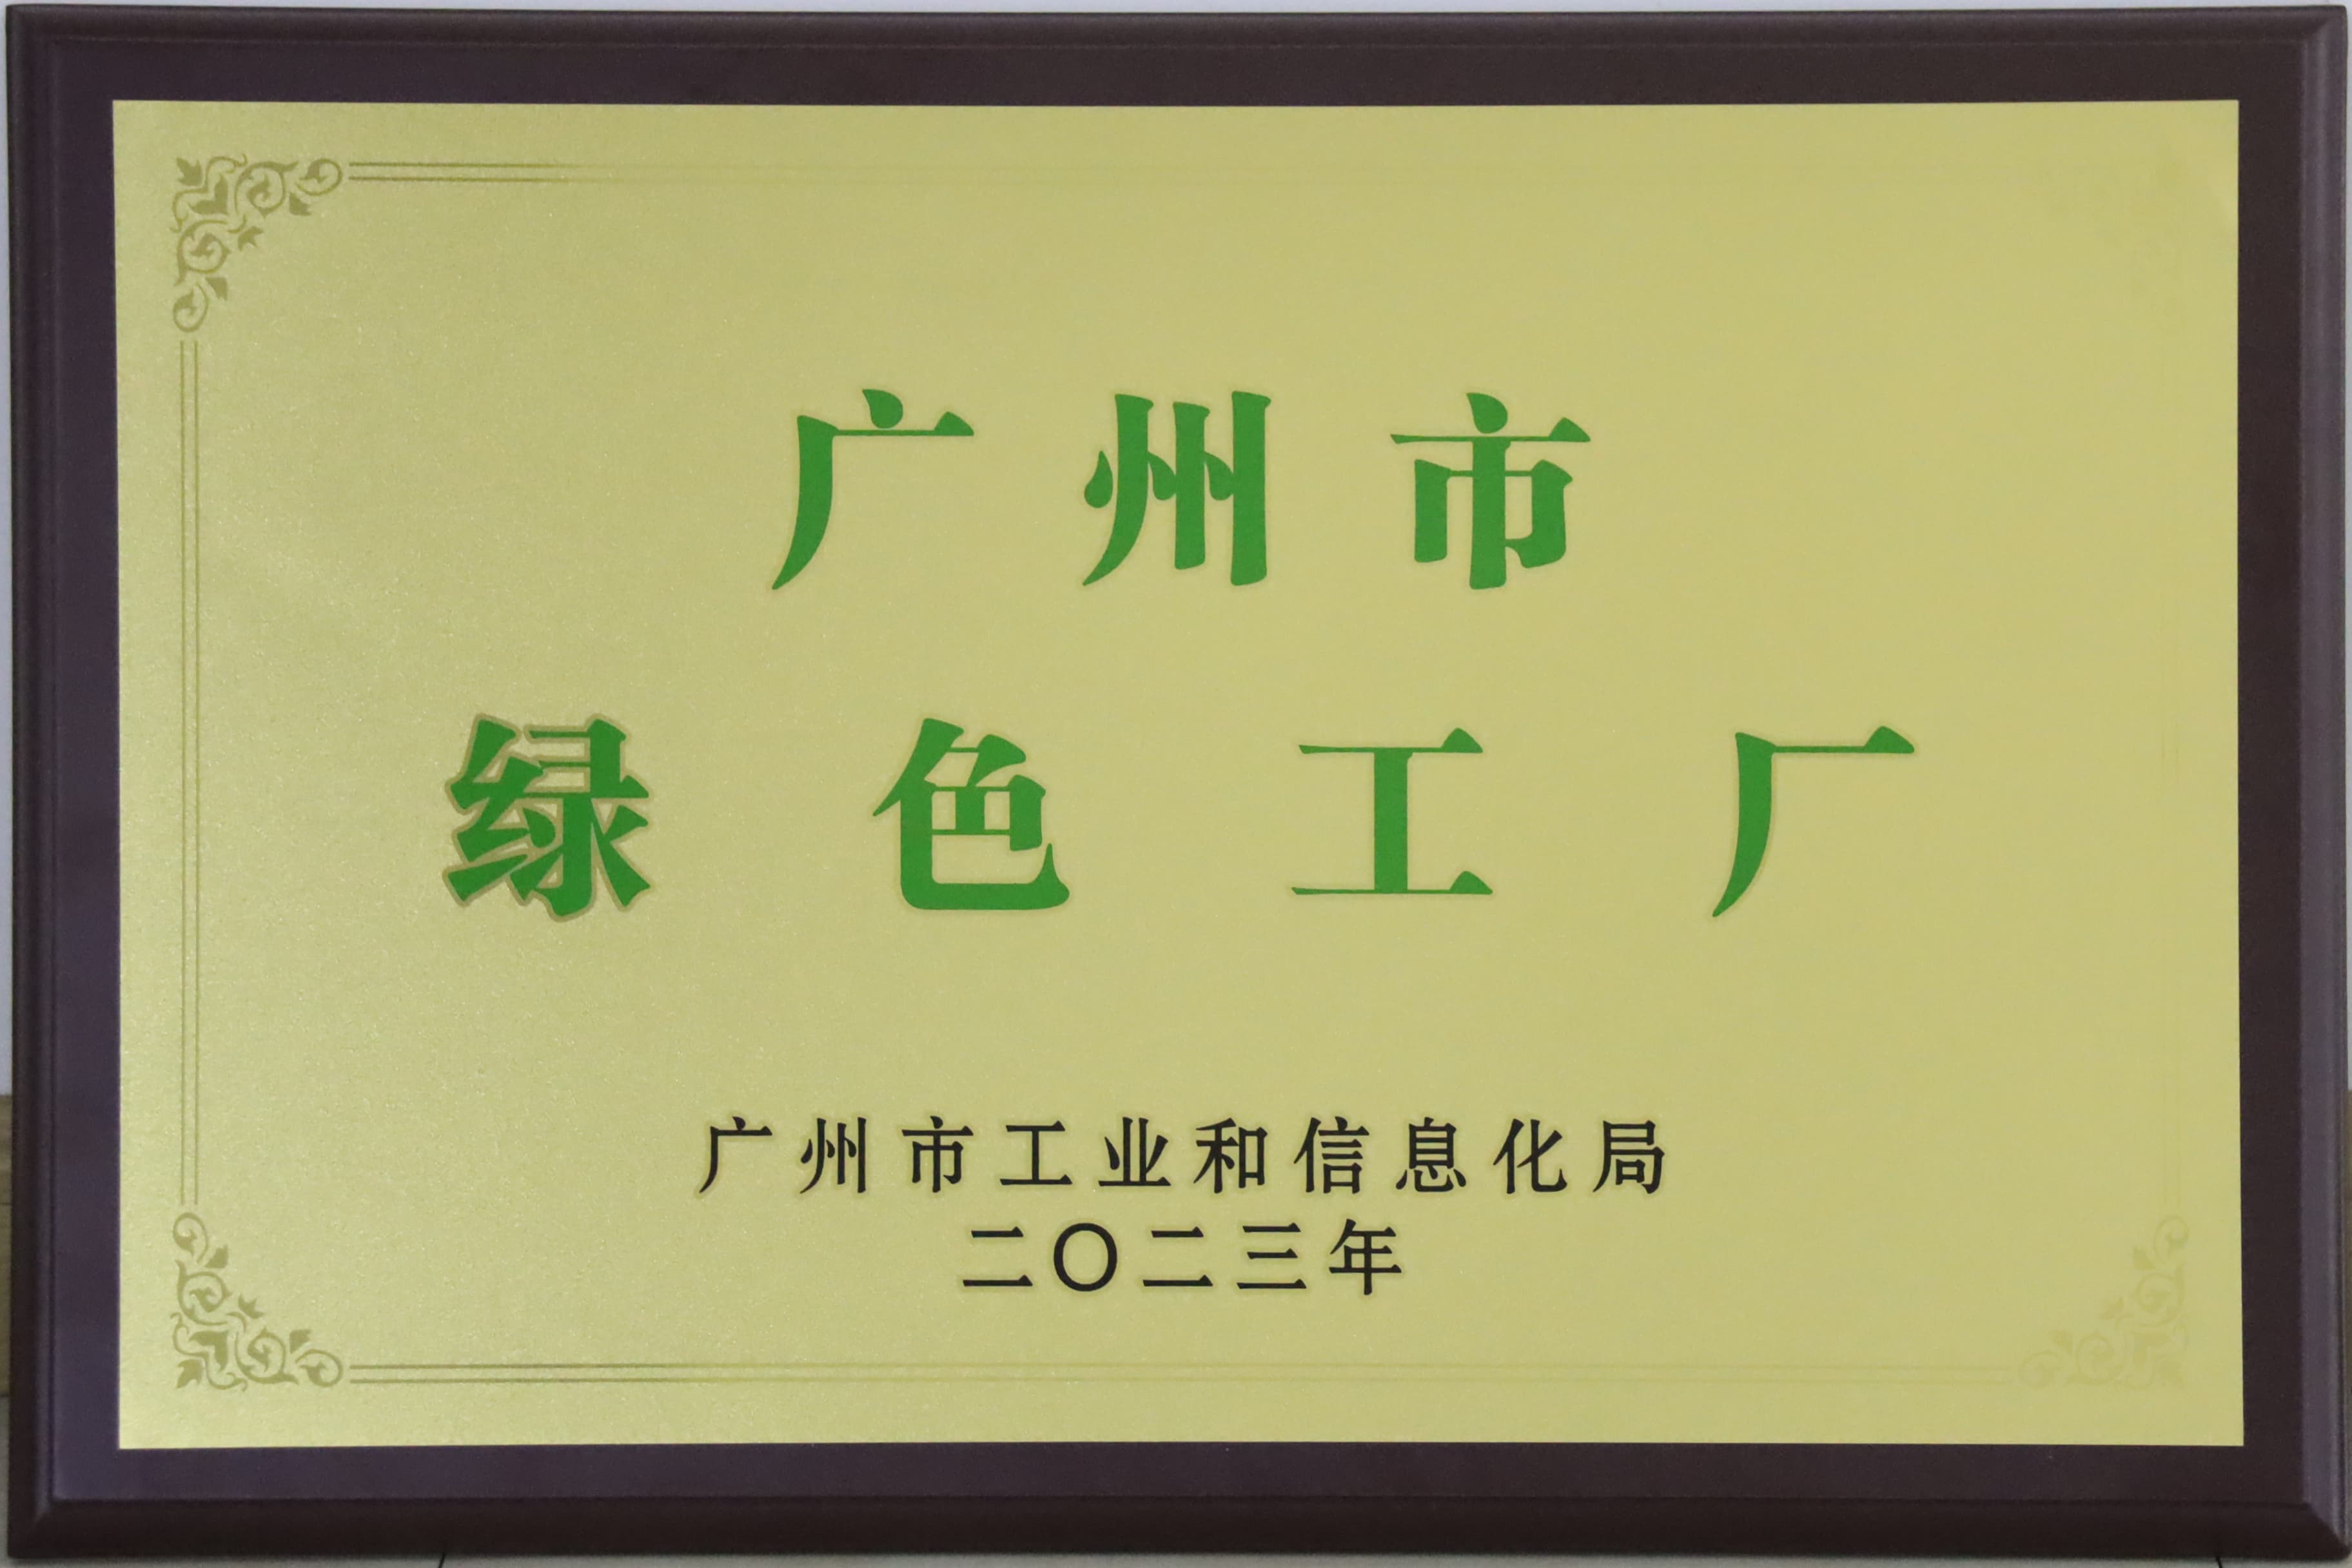 广州市
绿色工厂
广州市工业和信息化局
二〇二三年